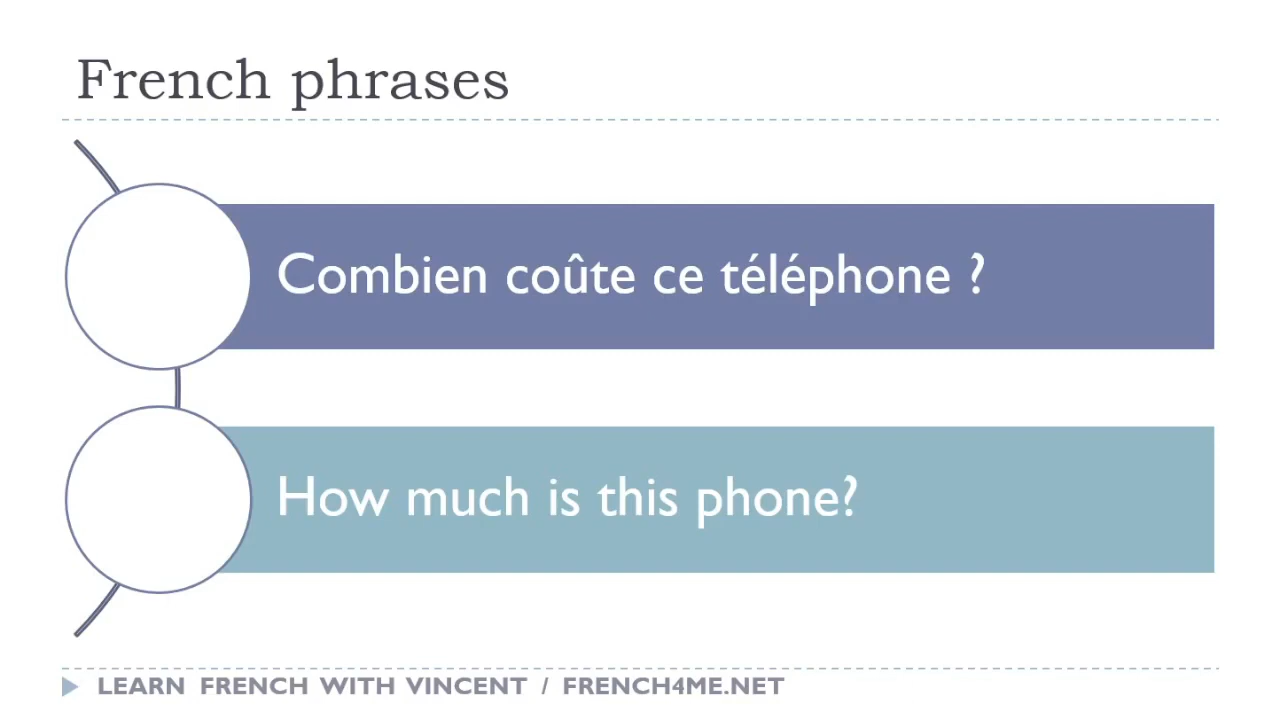 French phrases
Combien coûte ce téléphone ?
How much is this phone?
LEARN FRENCH WITH VINCENT / FRENCH4ME.NET